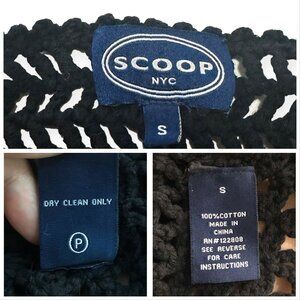 SCOOP
NYC
S
DRY CLEAN ONLY
P
S
100%COTTON
MADE IN
CHINA
RN#122808
SEE REVERSE
FOR CARE
INSTRUCTIONS